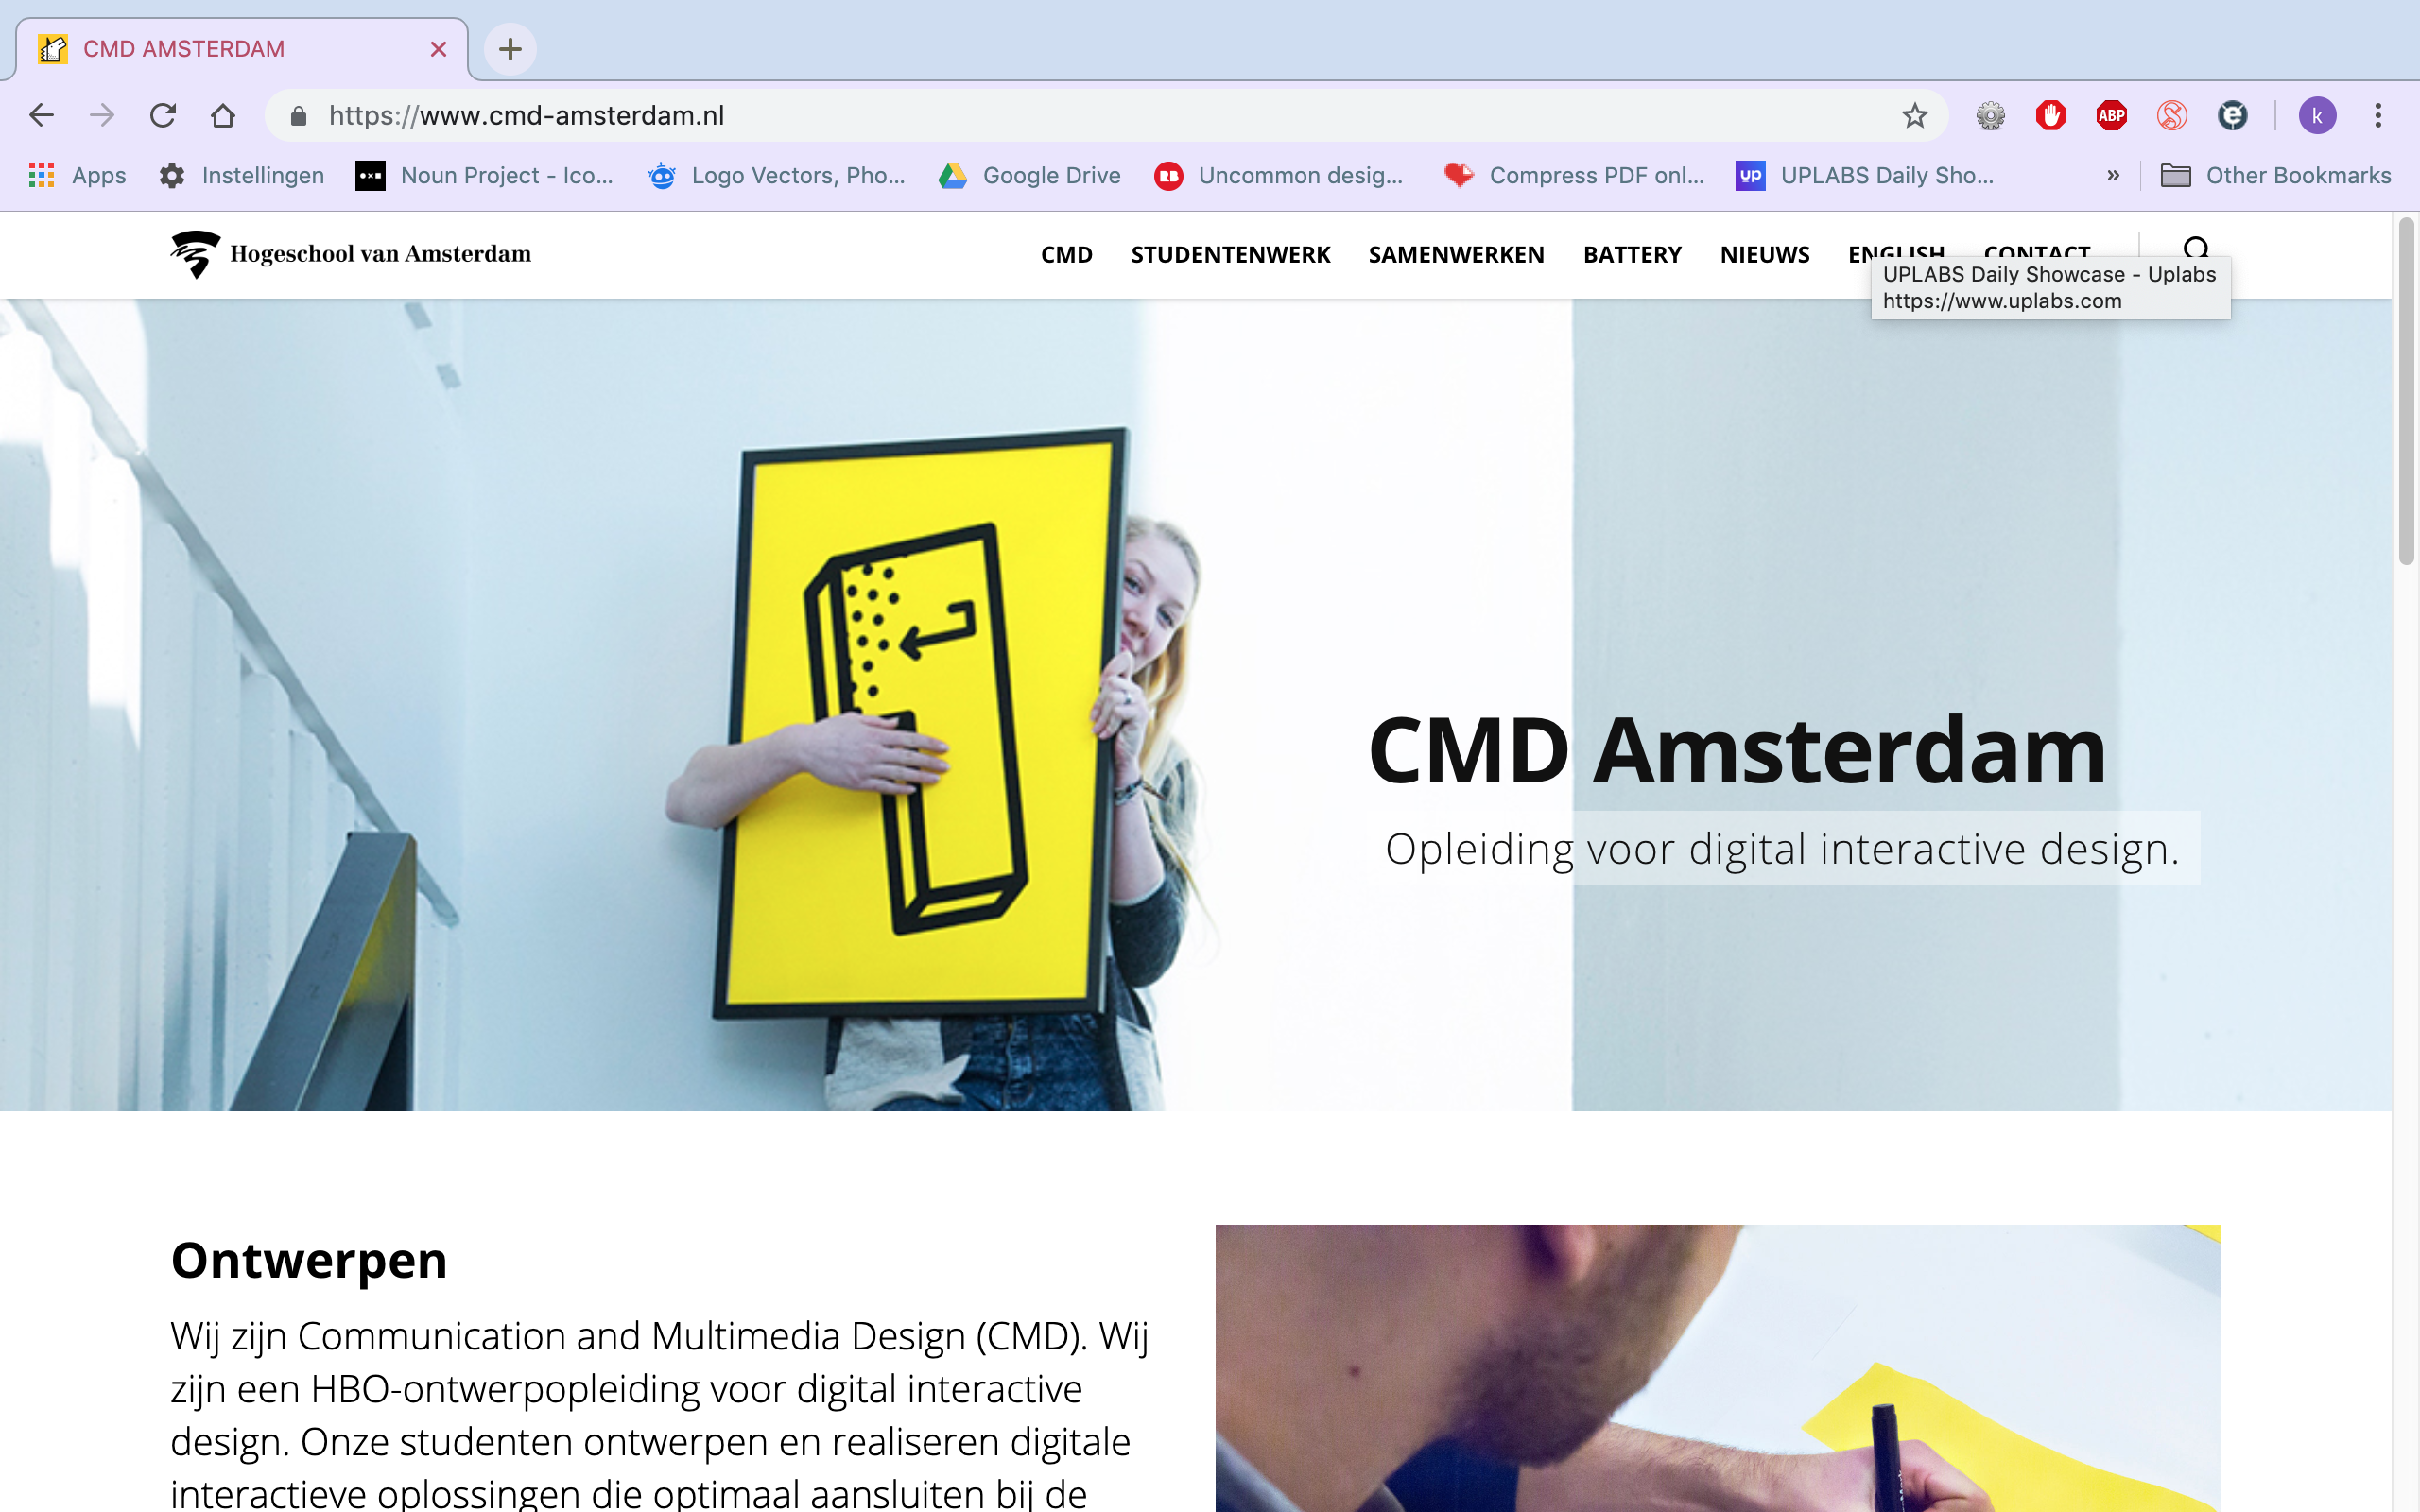 CMD AMSTERDAM
https://www.cmd-amsterdam.nl
ABP
k
Apps
Instellingen
Noun Project - Ico...
Logo Vectors, Pho...
Google Drive
RB
Uncommon desig...
Compress PDF onl...
up
UPLABS Daily Sho...
»
Other Bookmarks
Hogeschool van Amsterdam
CMD
STUDENTENWERK
SAMENWERKEN
BATTERY
NIEUWS
ENGLISH
CONTACT
UPLABS Daily Showcase - Uplabs
https://www.uplabs.com
CMD Amsterdam
Opleiding voor digital interactive design.
Ontwerpen
Wij zijn Communication and Multimedia Design (CMD). Wij
zijn een HBO-ontwerpopleiding voor digital interactive
design. Onze studenten ontwerpen en realiseren digitale
interactieve oplossingen die optimaal aansluiten bij de